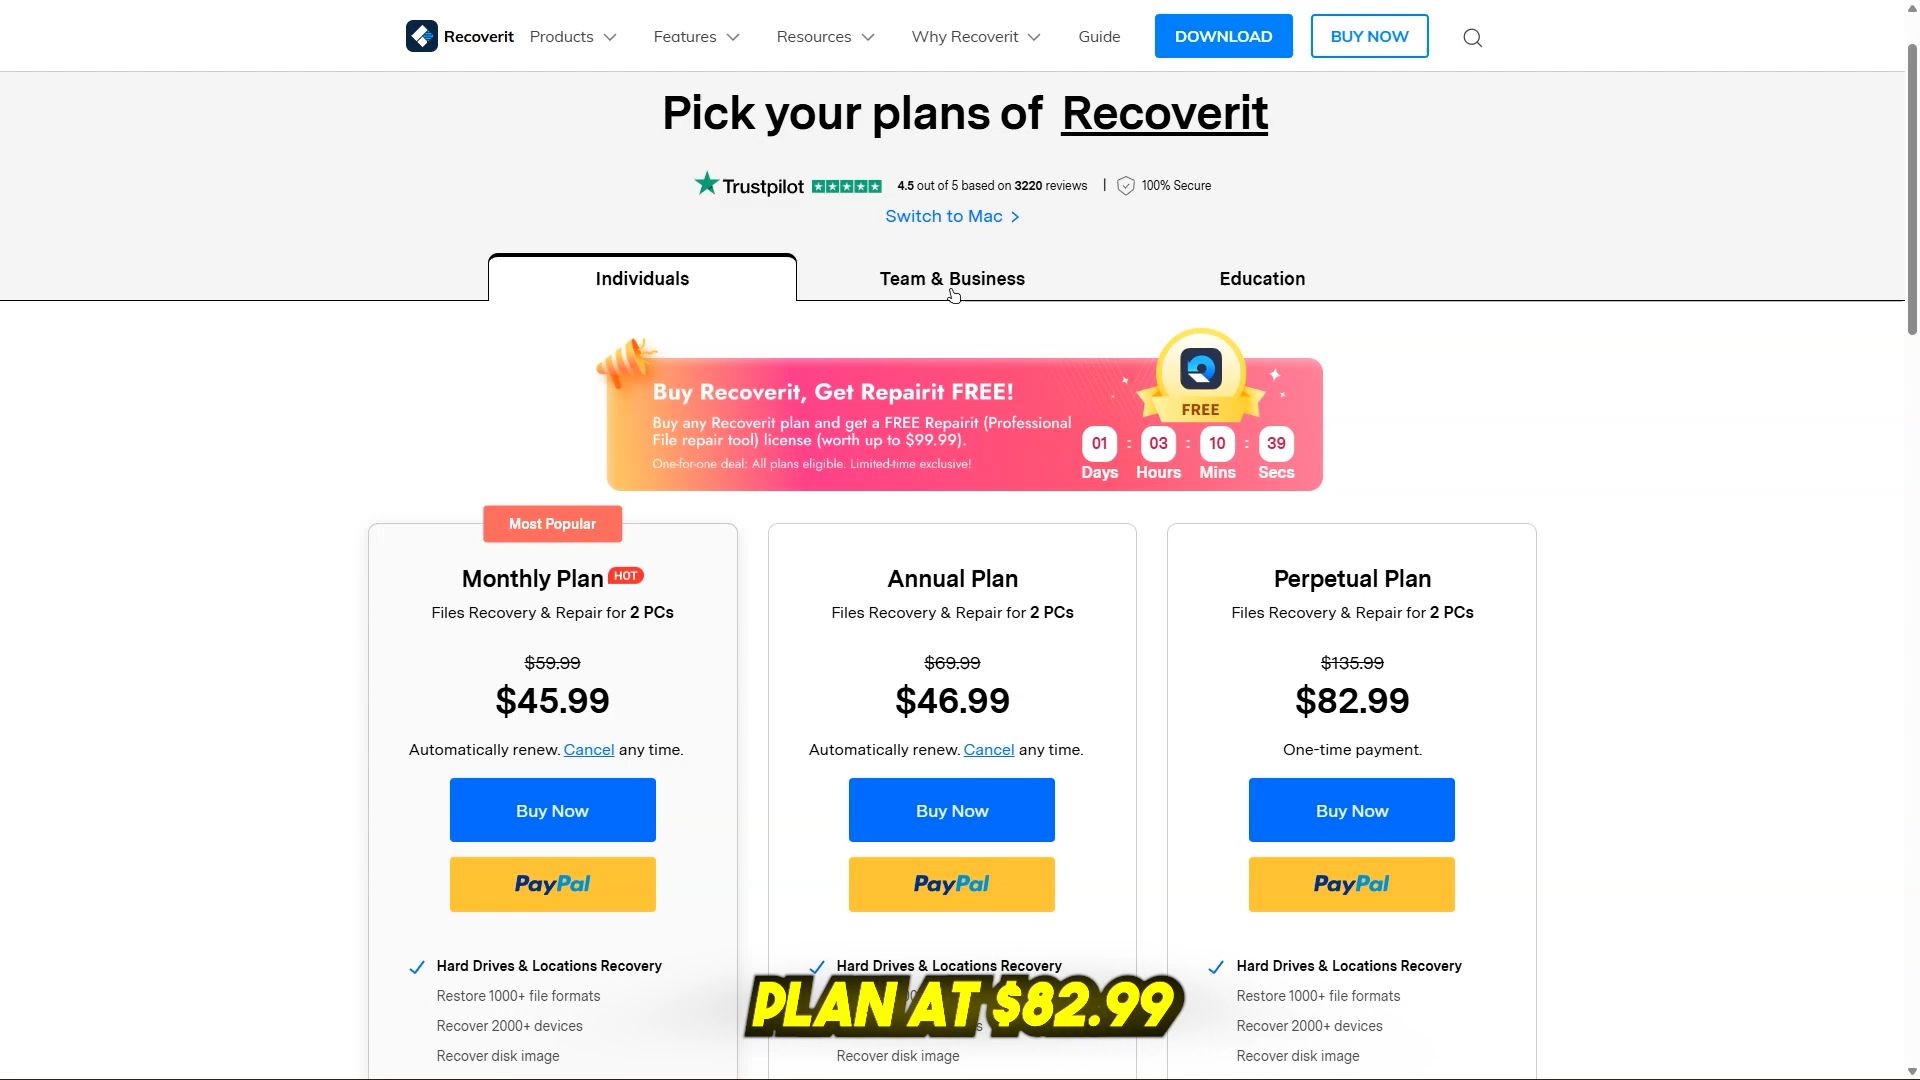 Recoverit Products Features Resources Why Recoverit Guide DOWNLOAD BUY NOW
Pick your plans of Recoverit
Trustpilot 4.5 out of 5 based on 3220 reviews | 100% Secure
Switch to Mac >
Individuals Team & Business Education
Buy Recoverit, Get Repairit FREE!
Buy any Recoverit plan and get a FREE Repairit (Professional
File repair tool) license (worth up to $99.99).
One-for-one deal: All plans eligible. Limited-time exclusive!
FREE
01 : 03 : 10 : 39
Days Hours Mins Secs
Most Popular
Monthly Plan HOT
Files Recovery & Repair for 2 PCs
$59.99
$45.99
Automatically renew. Cancel any time.
Buy Now
PayPal
Hard Drives & Locations Recovery
Restore 1000+ file formats
Recover 2000+ devices
Recover disk image
Annual Plan
Files Recovery & Repair for 2 PCs
$69.99
$46.99
Automatically renew. Cancel any time.
Buy Now
PayPal
Hard Drives & Locations Recovery
Recover disk image
Perpetual Plan
Files Recovery & Repair for 2 PCs
$135.99
$82.99
One-time payment.
Buy Now
PayPal
Hard Drives & Locations Recovery
Restore 1000+ file formats
Recover 2000+ devices
Recover disk image
PLAN AT $82.99